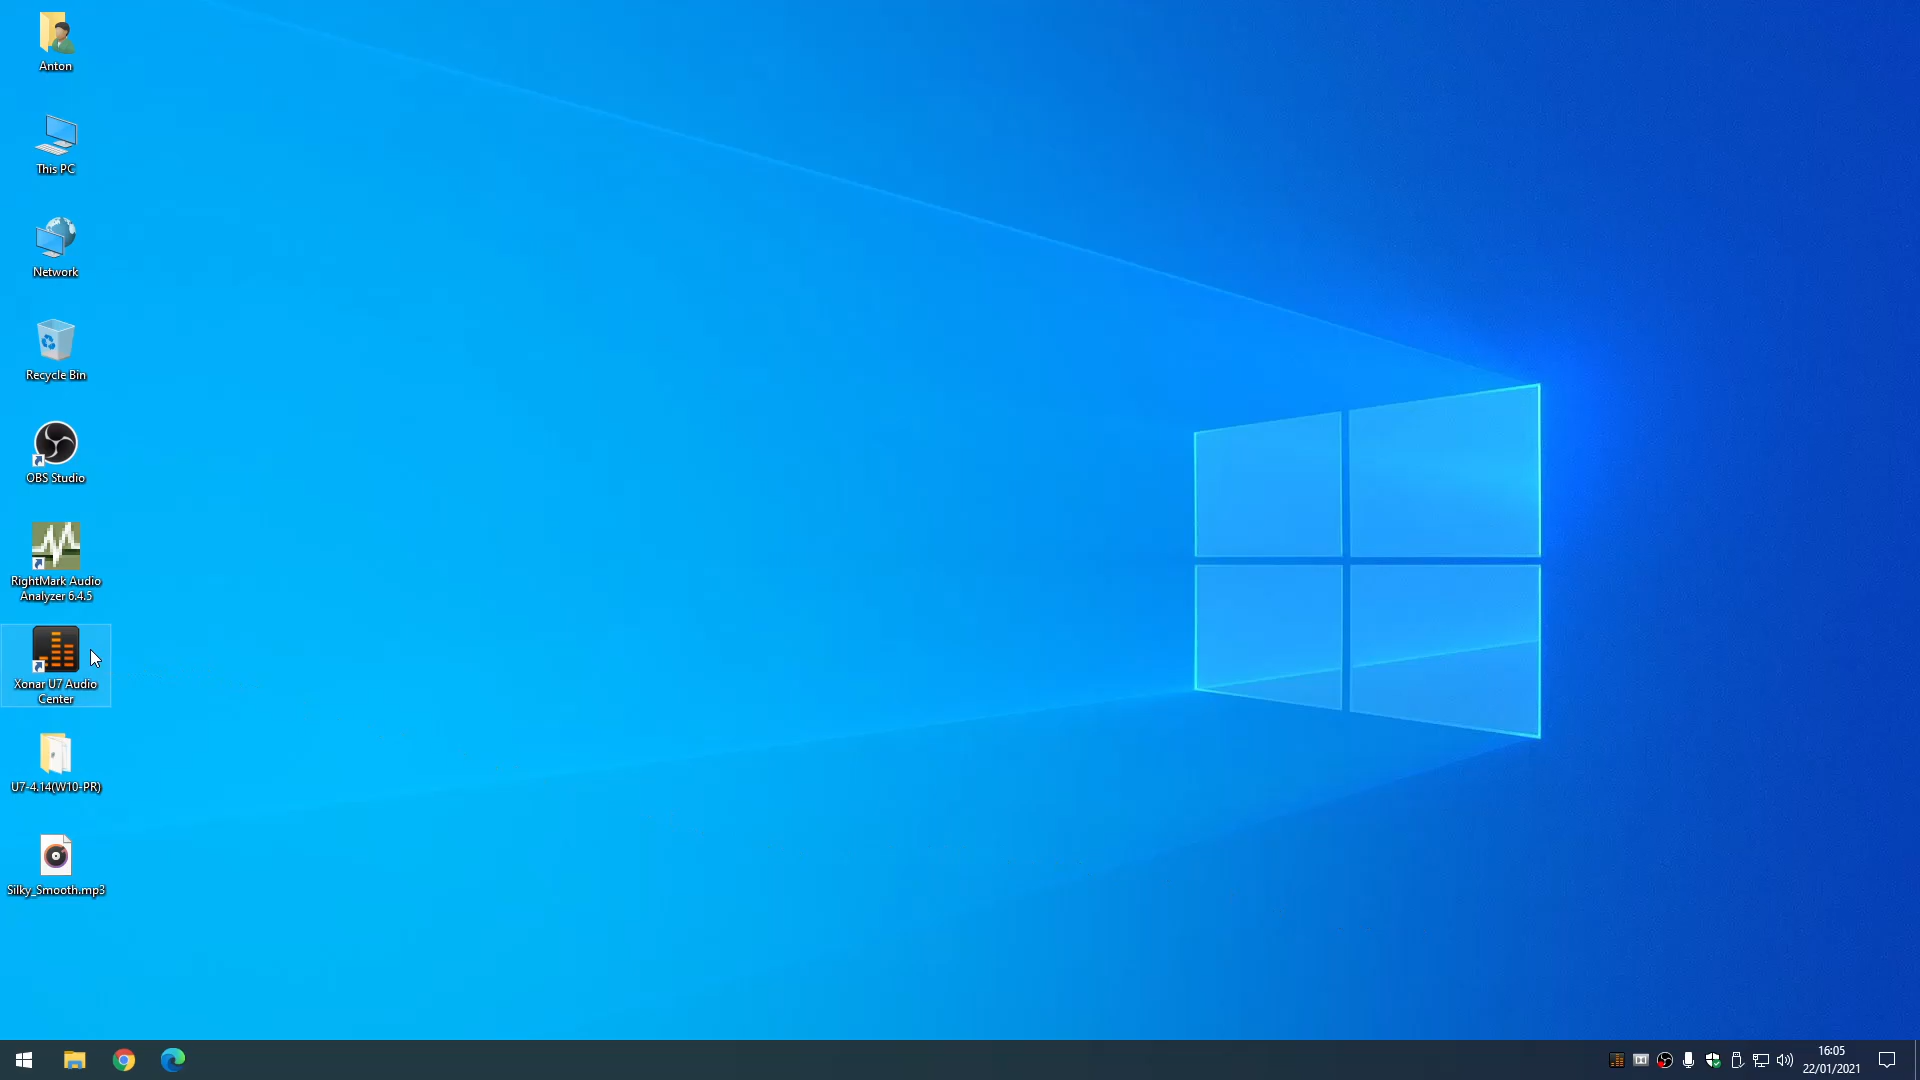 Anton
This PC
Network
Recycle Bin
OBS Studio
RightMark Audio
Analyzer 6.4.5
Xonar U7 Audio
Center
U7-4.14(W10-PR)
Silky_Smooth.mp3
16:05
22/01/2021